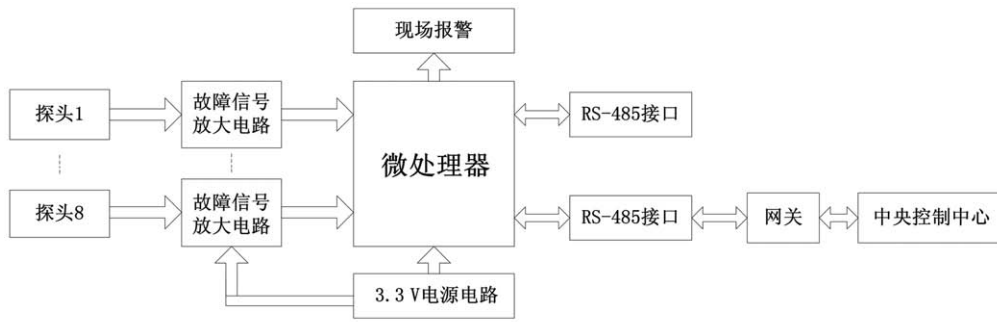 现场报警
探头1
故障信号
放大电路
微处理器
RS-485接口
探头8
故障信号
放大电路
RS-485接口
网关
中央控制中心
3.3 V电源电路